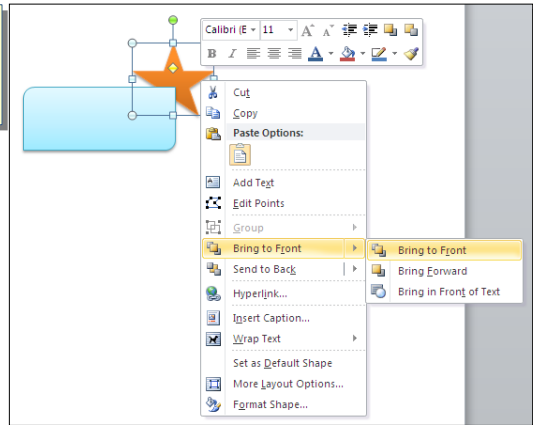 Calibri (E 11 A A
B I A
Cut
Copy
Paste Options:
Add Text
Edit Points
Group
Bring to Front
Bring to Front
Send to Back
Bring Forward
Hyperlink...
Bring in Front of Text
Insert Caption...
Wrap Text
Set as Default Shape
More Layout Options...
Format Shape...